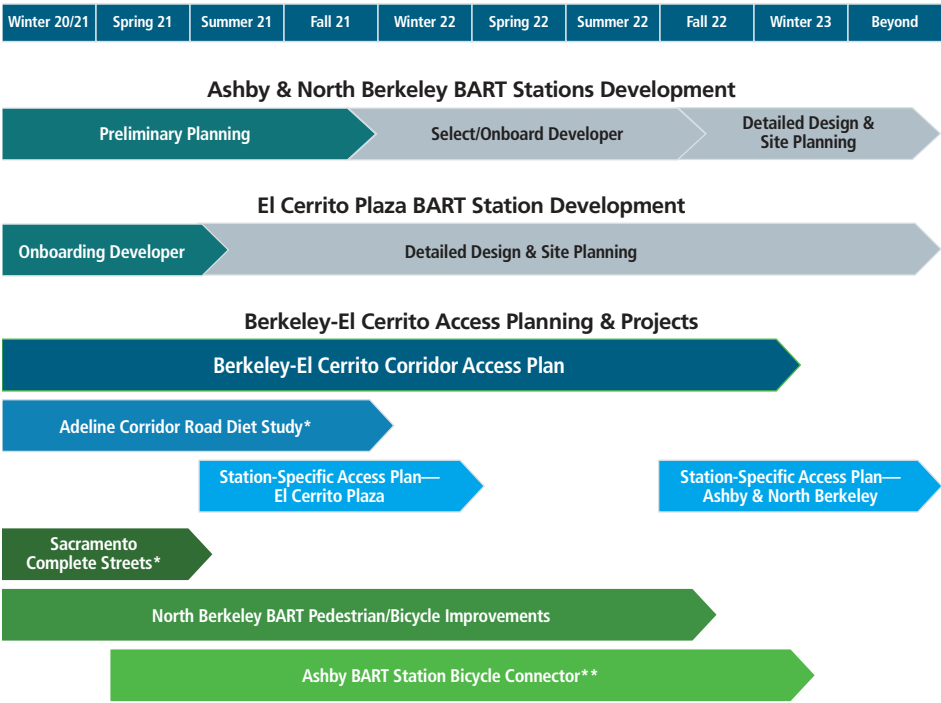 Winter 20/21 Spring 21 Summer 21 Fall 21 Winter 22 Spring 22 Summer 22 Fall 22 Winter 23 Beyond
Ashby & North Berkeley BART Stations Development
Preliminary Planning
Select/Onboard Developer
Detailed Design &
Site Planning
El Cerrito Plaza BART Station Development
Onboarding Developer
Detailed Design & Site Planning
Berkeley-El Cerrito Access Planning & Projects
Berkeley-El Cerrito Corridor Access Plan
Adeline Corridor Road Diet Study*
Station-Specific Access Plan—
El Cerrito Plaza
Station-Specific Access Plan—
Ashby & North Berkeley
Sacramento
Complete Streets*
North Berkeley BART Pedestrian/Bicycle Improvements
Ashby BART Station Bicycle Connector**